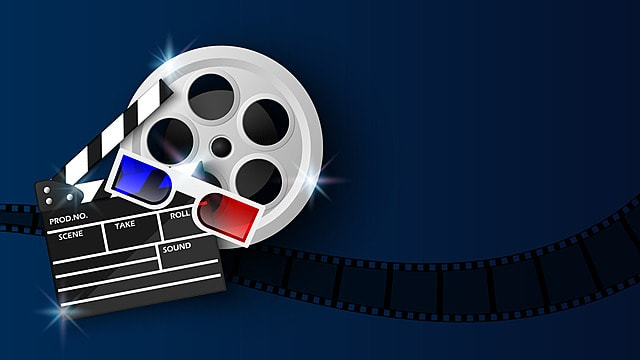 PROD.NO.
SCENE TAKE ROLL
SOUND